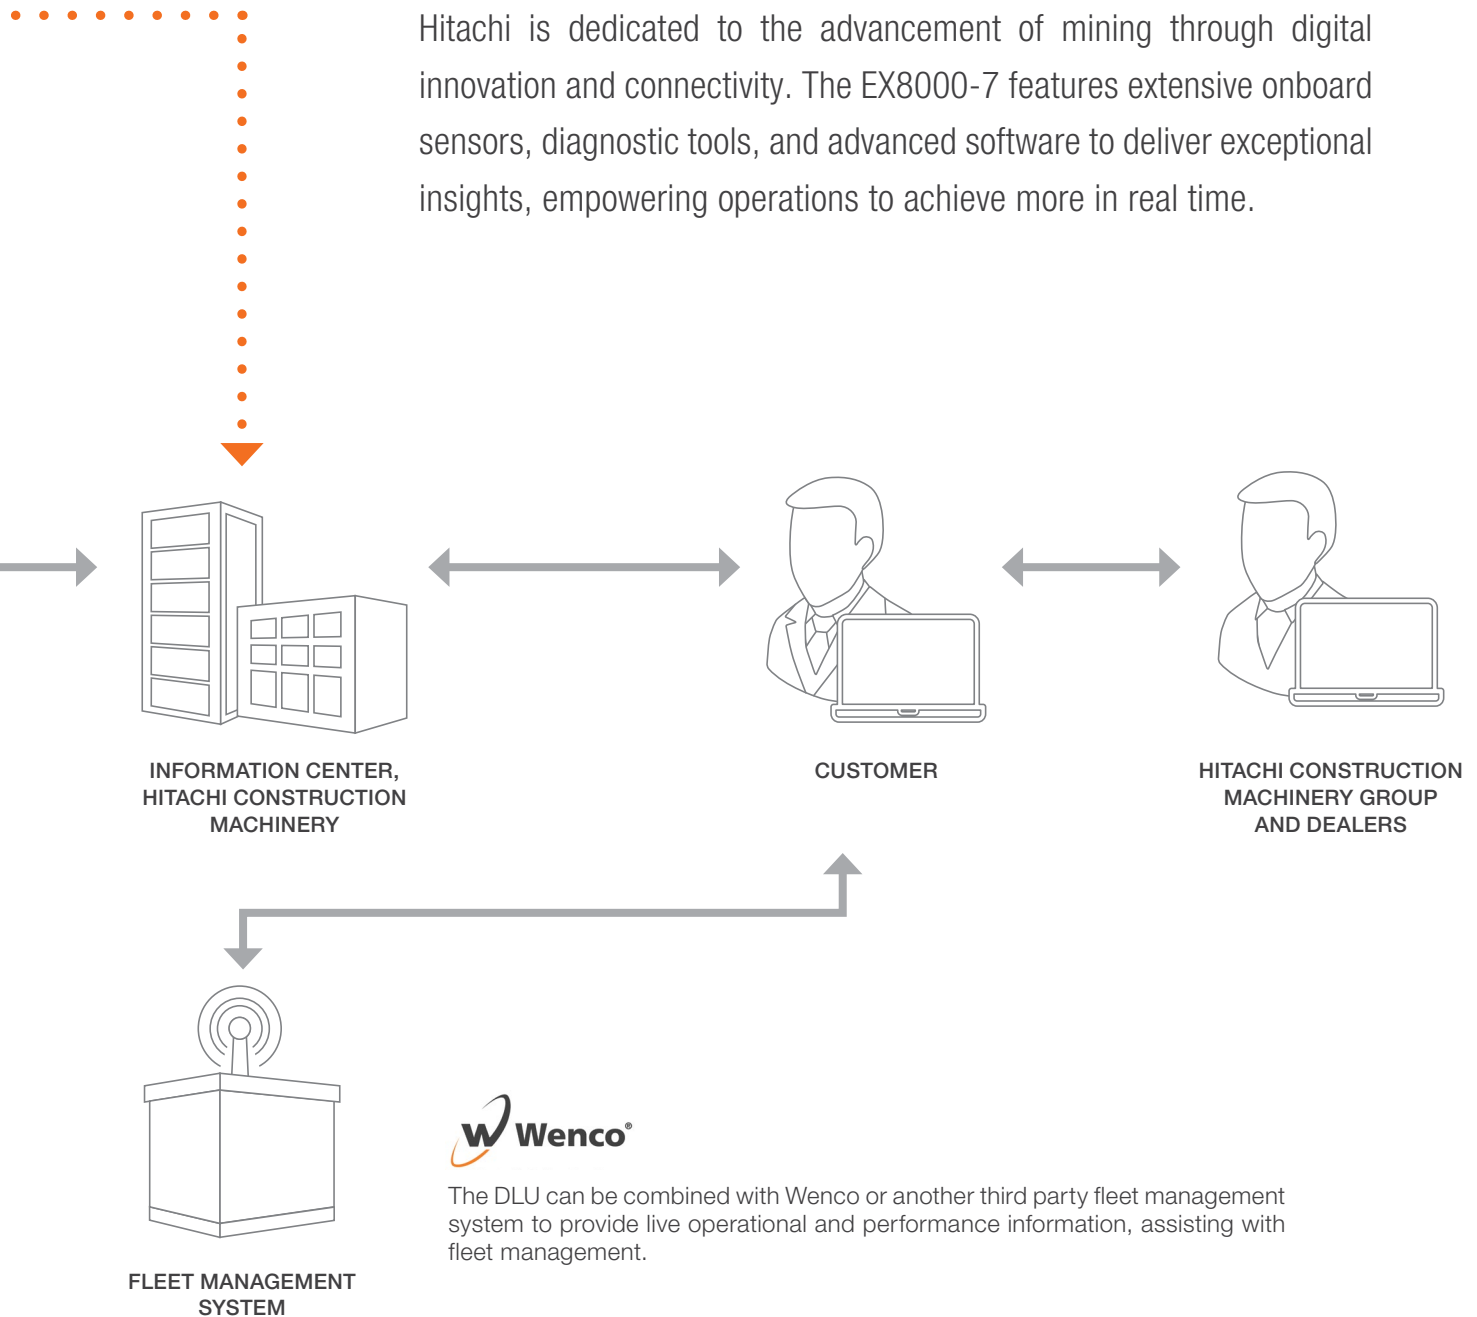 Hitachi is dedicated to the advancement of mining through digital
innovation and connectivity. The EX8000-7 features extensive onboard
sensors, diagnostic tools, and advanced software to deliver exceptional
insights, empowering operations to achieve more in real time.
INFORMATION CENTER,
HITACHI CONSTRUCTION
MACHINERY
CUSTOMER
HITACHI CONSTRUCTION
MACHINERY GROUP
AND DEALERS
W Wenco®
The DLU can be combined with Wenco or another third party fleet management
system to provide live operational and performance information, assisting with
fleet management.
FLEET MANAGEMENT
SYSTEM